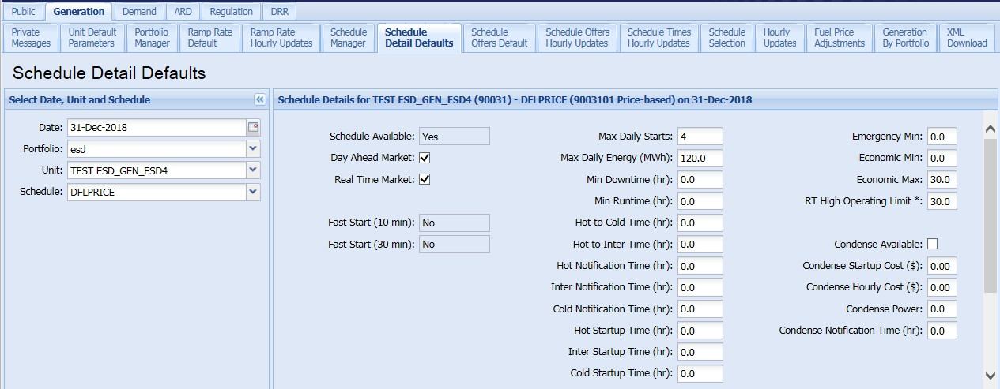 Public Generation Demand ARD Regulation DRR
Private Messages
Unit Default Parameters
Portfolio Manager
Ramp Rate Default
Ramp Rate Hourly Updates
Schedule Manager
Schedule Detail Defaults
Schedule Offers Default
Schedule Offers Hourly Updates
Schedule Times Hourly Updates
Schedule Selection
Hourly Updates
Fuel Price Adjustments
Generation By Portfolio
XML Download
Schedule Detail Defaults
Select Date, Unit and Schedule
Date: 31-Dec-2018
Portfolio: esd
Unit: TEST ESD_GEN_ESD4
Schedule: DFLPRICE
Schedule Details for TEST ESD_GEN_ESD4 (90031) - DFLPRICE (9003101 Price-based) on 31-Dec-2018
Schedule Available: Yes
Day Ahead Market:
Real Time Market:
Fast Start (10 min): No
Fast Start (30 min): No
Max Daily Starts: 4
Max Daily Energy (MWh): 120.0
Min Downtime (hr): 0.0
Min Runtime (hr): 0.0
Hot to Cold Time (hr): 0.0
Hot to Inter Time (hr): 0.0
Hot Notification Time (hr): 0.0
Inter Notification Time (hr): 0.0
Cold Notification Time (hr): 0.0
Hot Startup Time (hr): 0.0
Inter Startup Time (hr): 0.0
Cold Startup Time (hr): 0.0
Emergency Min: 0.0
Economic Min: 0.0
Economic Max: 30.0
RT High Operating Limit *: 30.0
Condense Available:
Condense Startup Cost ($): 0.00
Condense Hourly Cost ($): 0.00
Condense Power: 0.0
Condense Notification Time (hr): 0.0